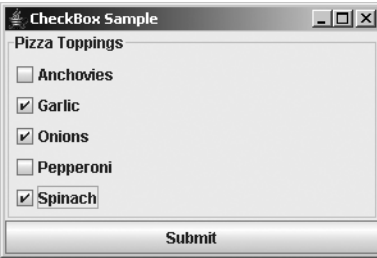 CheckBox Sample
Pizza Toppings
Anchovies
Garlic
Onions
Pepperoni
Spinach
Submit